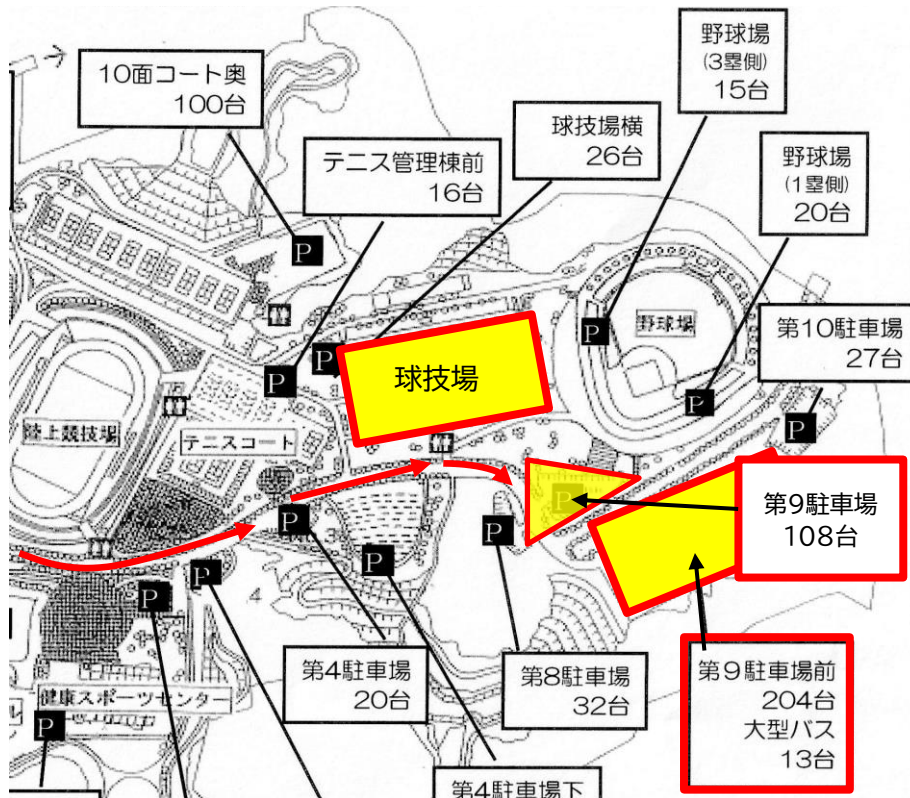 10面コート奥
100台
テニス管理棟前
16台
球技場横
26台
野球場
(3塁側)
15台
野球場
(1塁側)
20台
第10駐車場
27台
P
P
P
P
P
P
野球場
球技場
陸上競技場
テニスコート
P
P
P
P
P
P
P
3
4
第9駐車場
108台
第4駐車場
20台
第8駐車場
32台
第9駐車場前
204台
大型バス
13台
健康スポーツセンター
ル
第4駐車場下